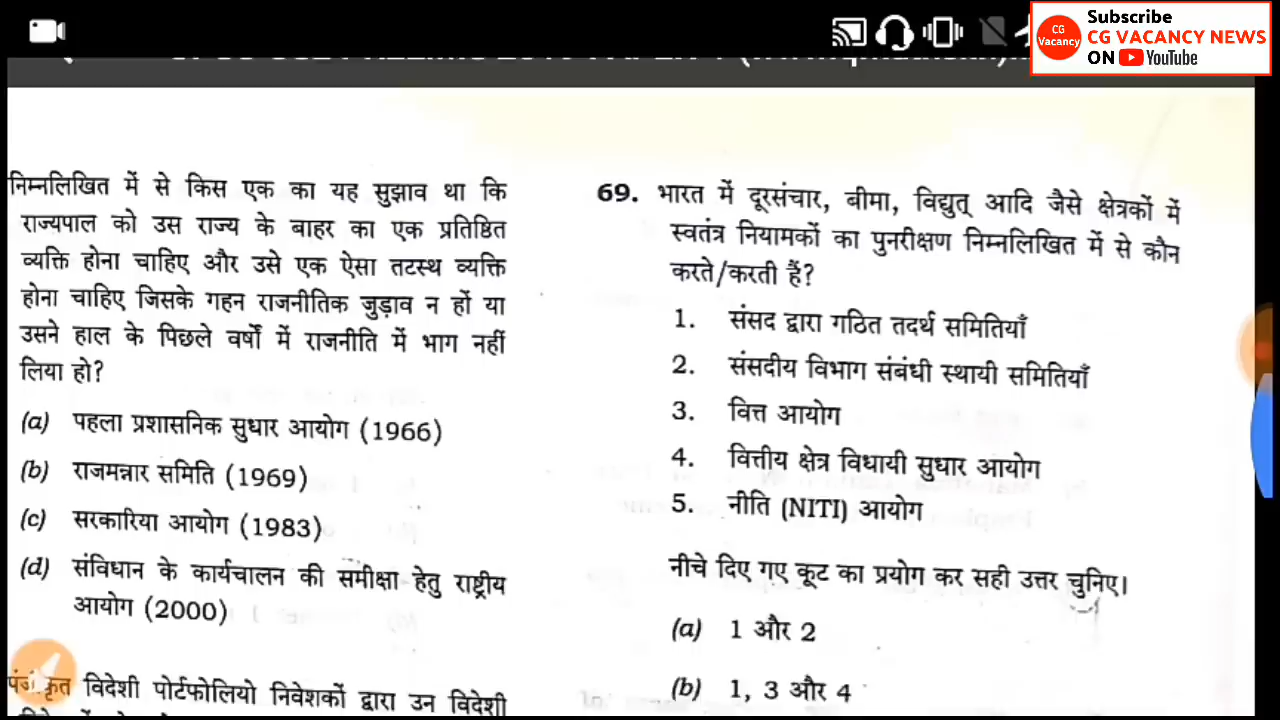 Subscribe
CG VACANCY NEWS
ON YouTube
CG
Vacancy
निम्नलिखित में से किस एक का यह सुझाव था कि
राज्यपाल को उस राज्य के बाहर का एक प्रतिष्ठित
व्यक्ति होना चाहिए और उसे एक ऐसा तटस्थ व्यक्ति
होना चाहिए जिसके गहन राजनीतिक जुड़ाव न हों या
उसने हाल के पिछले वर्षों में राजनीति में भाग नहीं
लिया हो?
(a) पहला प्रशासनिक सुधार आयोग (1966)
(b) राजमन्नार समिति (1969)
(c) सरकारिया आयोग (1983)
(d) संविधान के कार्यचालन की समीक्षा हेतु राष्ट्रीय
आयोग (2000)
विदेशी पोर्टफोलियो निवेशकों द्वारा उन विदेशी
69. भारत में दूरसंचार, बीमा, विद्युत् आदि जैसे क्षेत्रकों में
स्वतंत्र नियामकों का पुनरीक्षण निम्नलिखित में से कौन
करते/करती हैं?
1. संसद द्वारा गठित तदर्थ समितियाँ
2. संसदीय विभाग संबंधी स्थायी समितियाँ
3. वित्त आयोग
4. वित्तीय क्षेत्र विधायी सुधार आयोग
5. नीति (NITI) आयोग
नीचे दिए गए कूट का प्रयोग कर सही उत्तर चुनिए।
(a) 1 और 2
(b) 1, 3 और 4